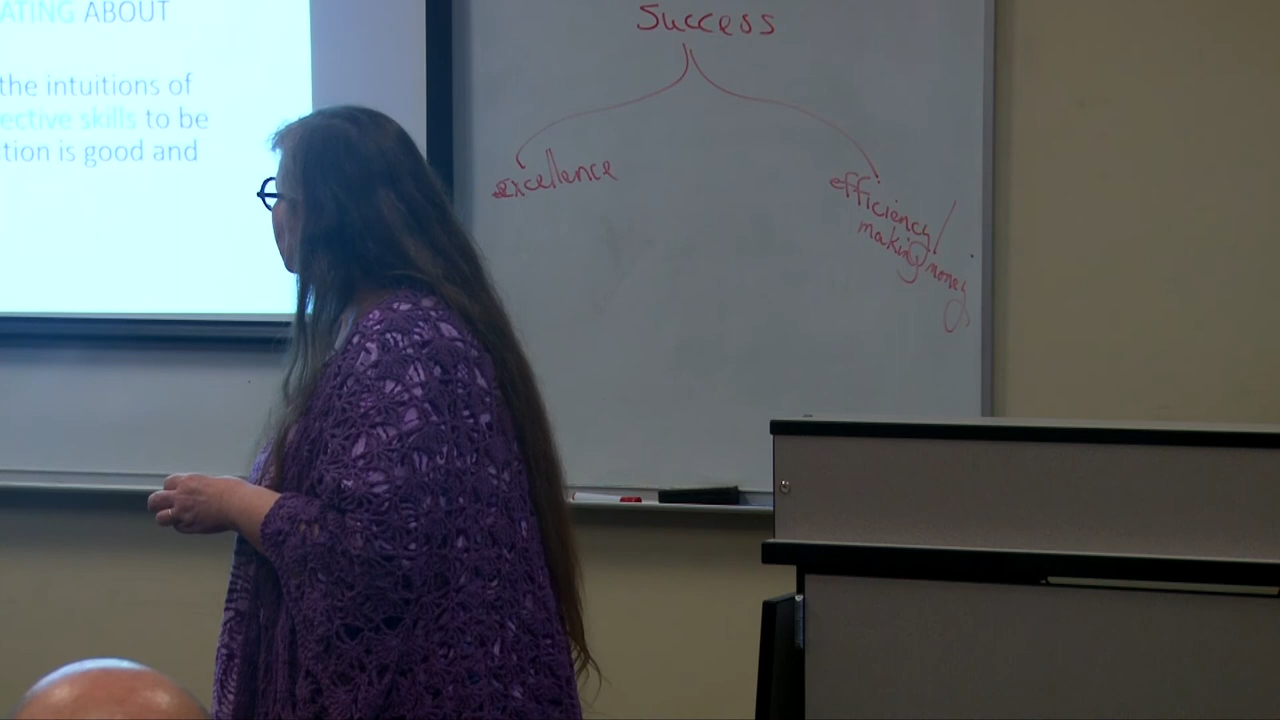 ATING ABOUT
the intuitions of
ective skills to be
tion is good and
Success
excellence
efficiency/
making money